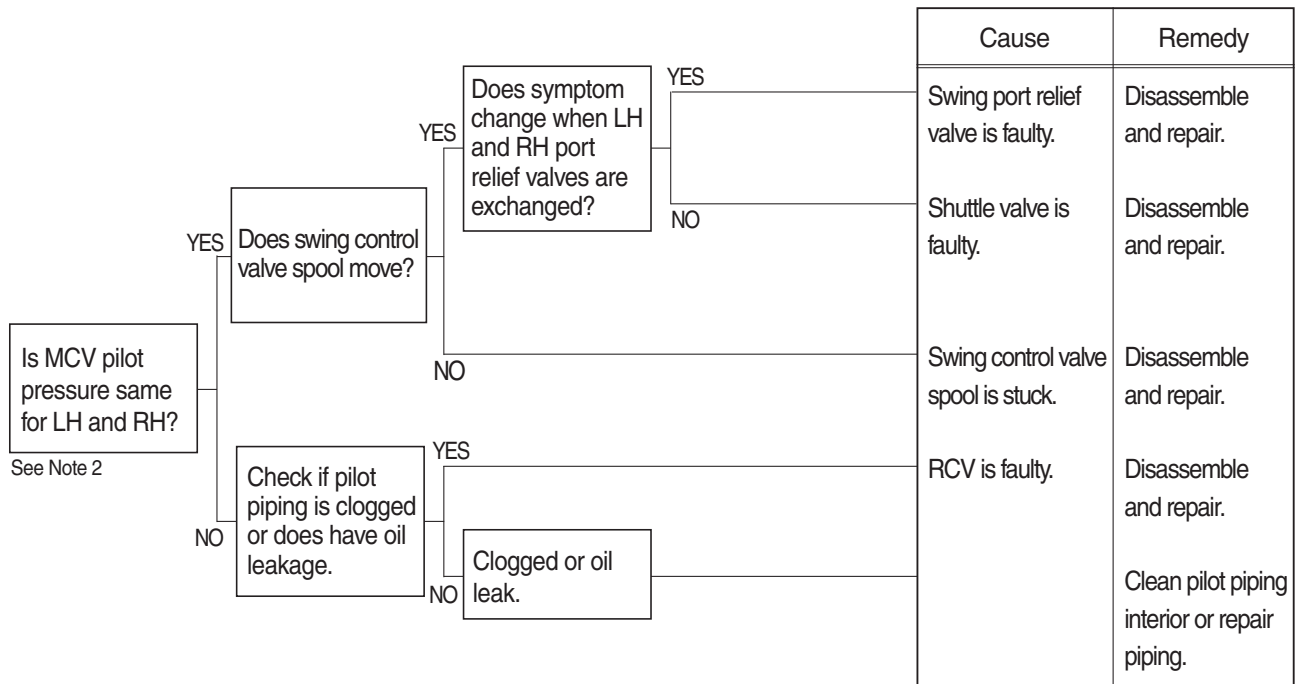 Cause
Remedy
Does symptom
change when LH
and RH port
relief valves are
exchanged?
YES
NO
Swing port relief
valve is faulty.
Disassemble
and repair.
Shuttle valve is
faulty.
Disassemble
and repair.
YES
Does swing control
valve spool move?
YES
NO
Swing control valve
spool is stuck.
Disassemble
and repair.
Is MCV pilot
pressure same
for LH and RH?
See Note 2
NO
Check if pilot
piping is clogged
or does have oil
leakage.
YES
RCV is faulty.
Disassemble
and repair.
NO
Clogged or oil
leak.
Clean pilot piping
interior or repair
piping.